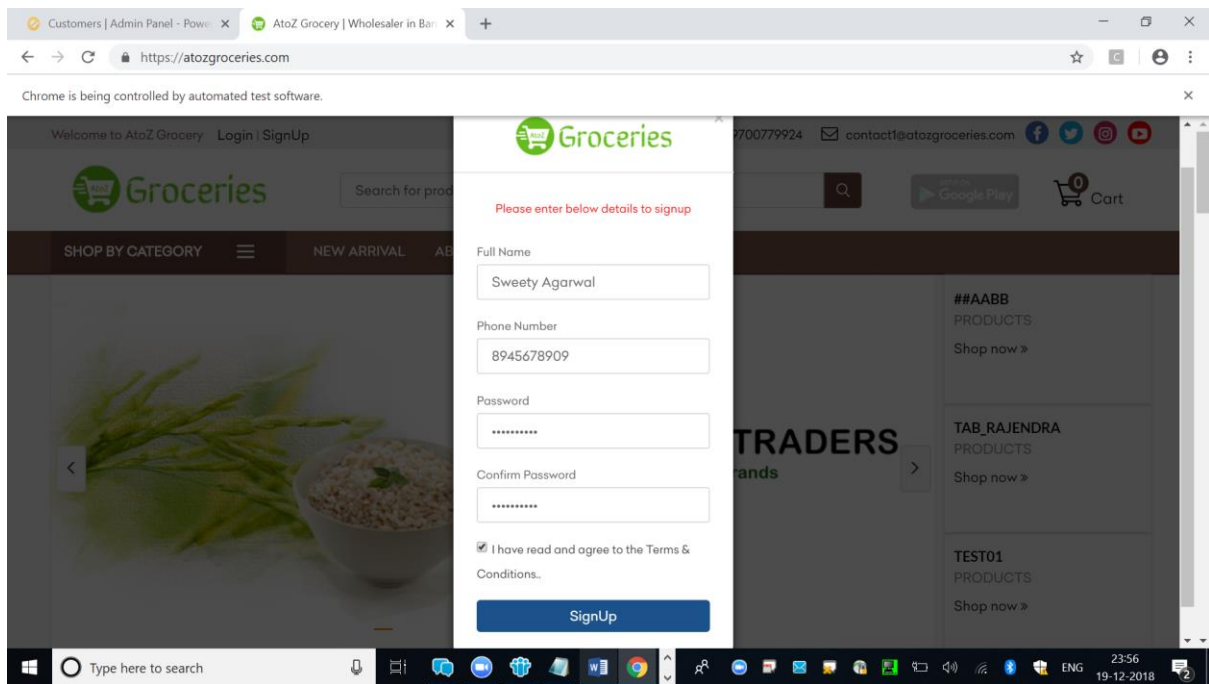 Customers | Admin Panel - Powe
AtoZ Grocery | Wholesaler in Ban
https://atozgroceries.com
Chrome is being controlled by automated test software.
Welcome to AtoZ Grocery Login | SignUp
9700779924 contact1@atozgroceries.com
AtoZ Groceries
Search for prod
Google Play
0
Cart
SHOP BY CATEGORY
NEW ARRIVAL
AB
AtoZ Groceries
Please enter below details to signup
Full Name
Sweety Agarwal
Phone Number
8945678909
Password
••••••••••
Confirm Password
••••••••••
I have read and agree to the Terms &
Conditions..
SignUp
TRADERS
rands
##AABB
PRODUCTS
Shop now »
TAB_RAJENDRA
PRODUCTS
Shop now »
TEST01
PRODUCTS
Shop now »
Type here to search
ENG
23:56
19-12-2018
2